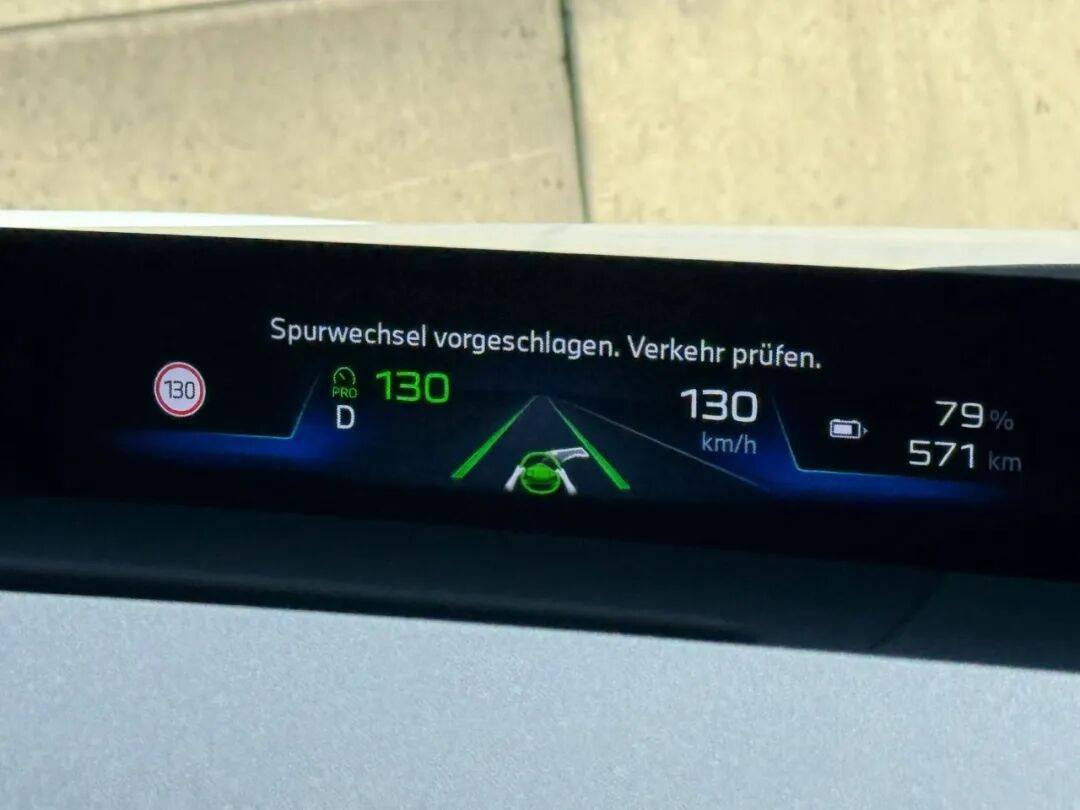 Spurwechsel vorgeschlagen. Verkehr prüfen.
130
PRO 130
D
130
km/h
79 %
571 km